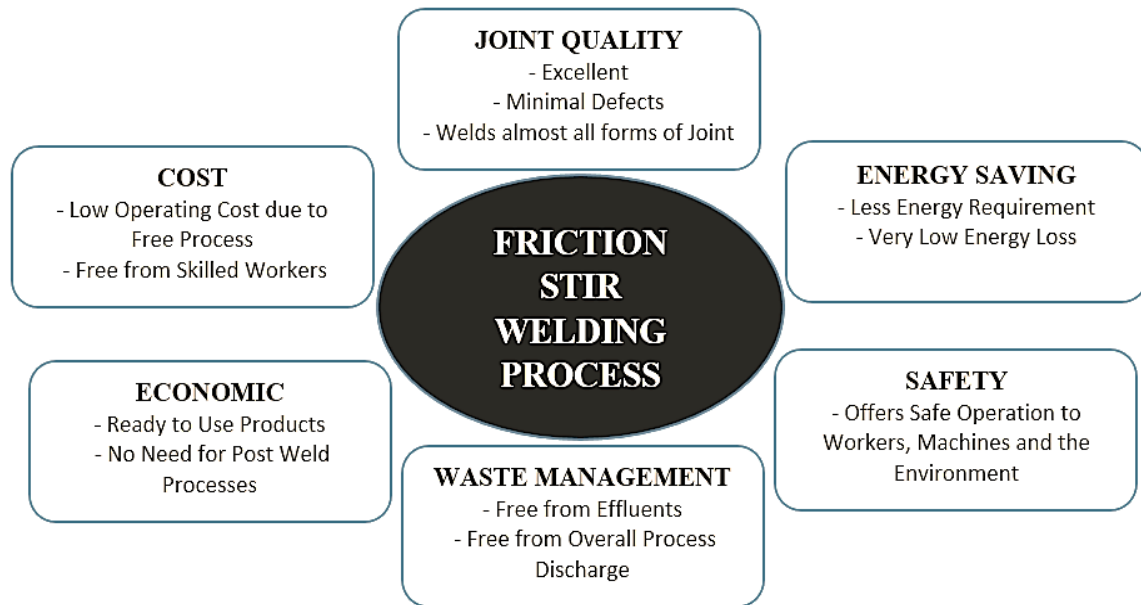 JOINT QUALITY
- Excellent
- Minimal Defects
- Welds almost all forms of Joint
COST
- Low Operating Cost due to
Free Process
- Free from Skilled Workers
ENERGY SAVING
- Less Energy Requirement
- Very Low Energy Loss
FRICTION
STIR
WELDING
PROCESS
ECONOMIC
- Ready to Use Products
- No Need for Post Weld
Processes
SAFETY
- Offers Safe Operation to
Workers, Machines and the
Environment
WASTE MANAGEMENT
- Free from Effluents
- Free from Overall Process
Discharge